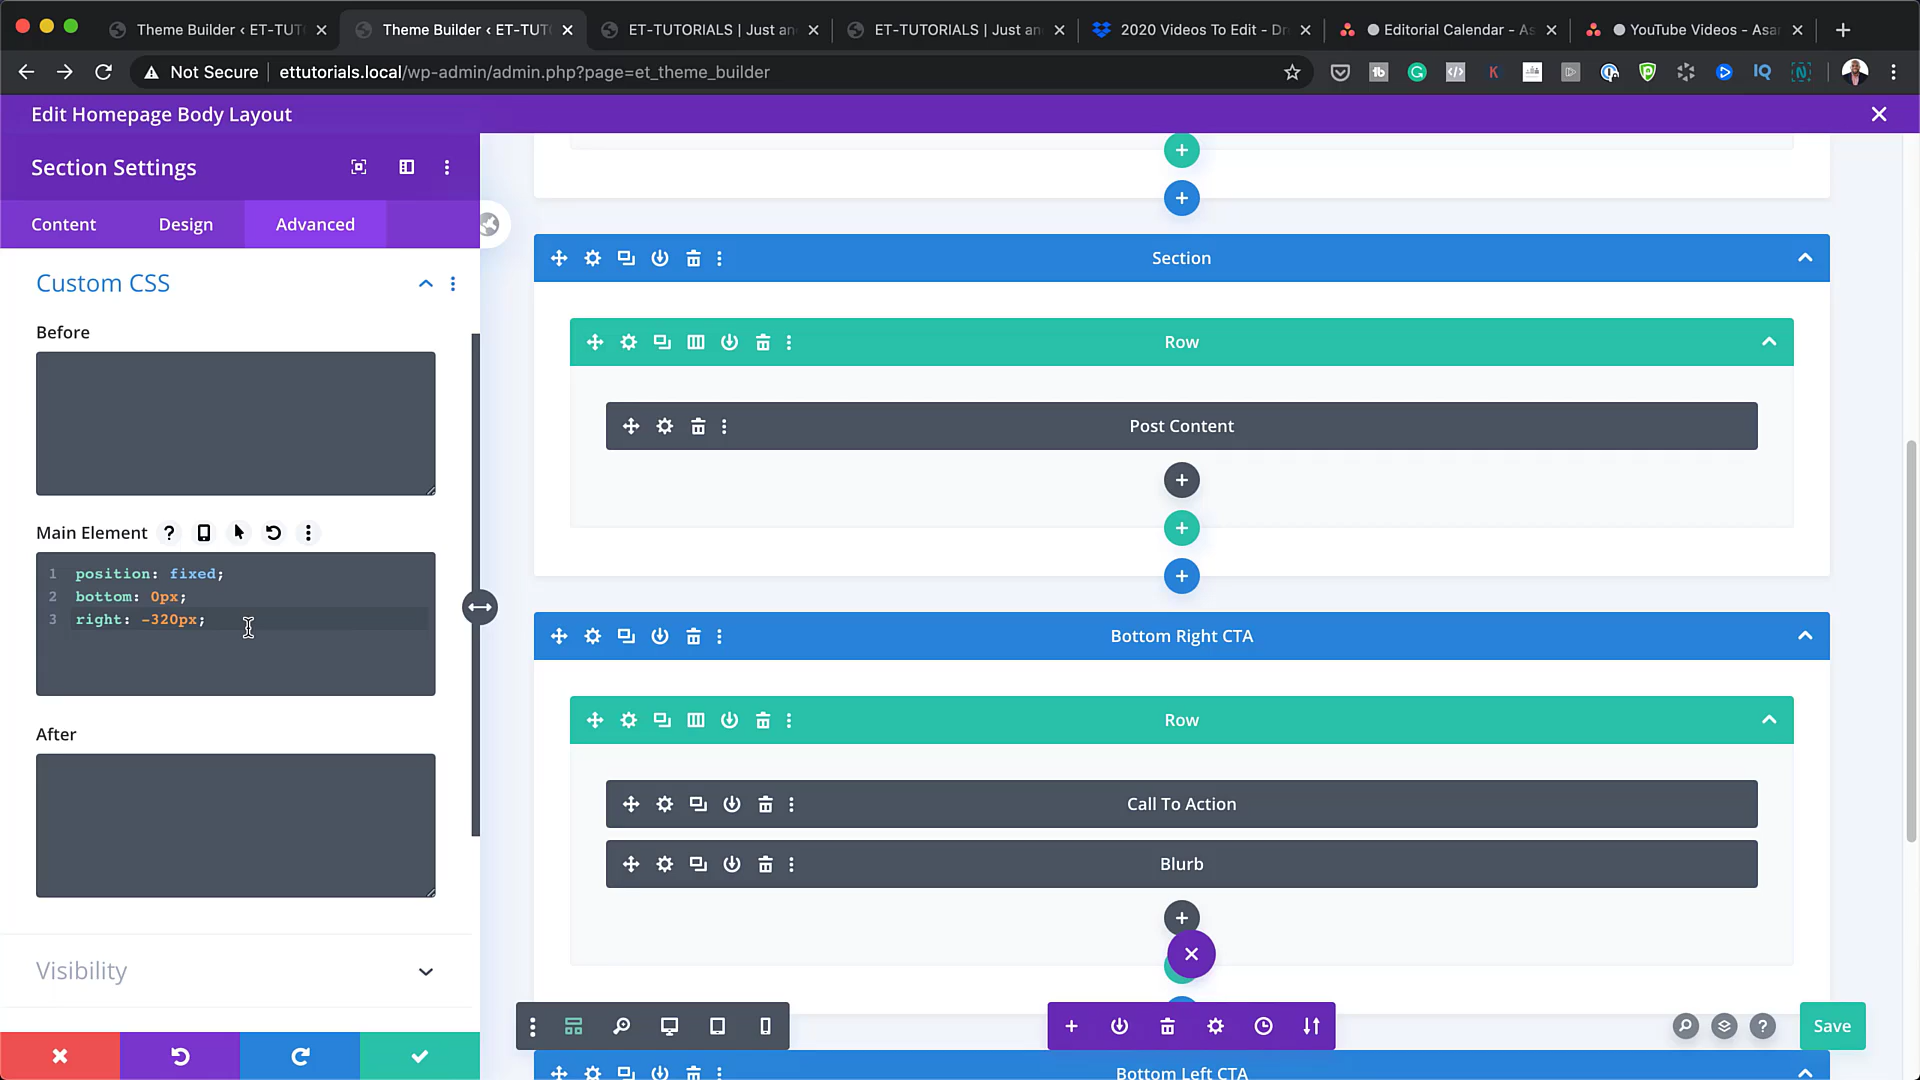 Theme Builder ‹ ET-TUT
Theme Builder ‹ ET-TUT
ET-TUTORIALS | Just an
ET-TUTORIALS | Just an
2020 Videos To Edit - Dr
Editorial Calendar - As
YouTube Videos - Asan
Not Secure
ettutorials.local/wp-admin/admin.php?page=et_theme_builder
Edit Homepage Body Layout
Section Settings
Content
Design
Advanced
Custom CSS
Before
Main Element
1 position: fixed;
2 bottom: 0px;
3 right: -320px;
After
Visibility
Section
Row
Post Content
Bottom Right CTA
Row
Call To Action
Blurb
Save
Bottom Left CTA